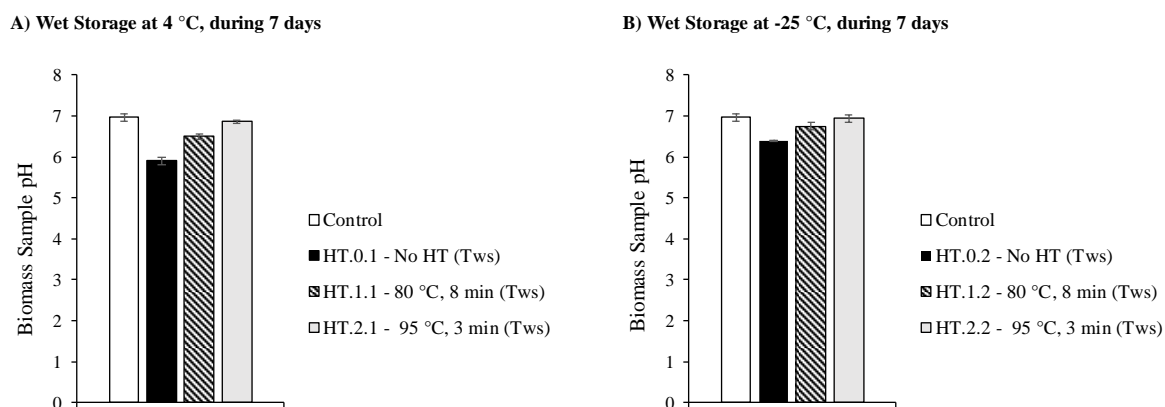 A) Wet Storage at 4 °C, during 7 days
8
7
6
5
4
3
2
1
0
Biomass Sample pH
Control
HT.0.1 - No HT (Tws)
HT.1.1 - 80 °C, 8 min (Tws)
HT.2.1 - 95 °C, 3 min (Tws)
B) Wet Storage at -25 °C, during 7 days
8
7
6
5
4
3
2
1
0
Biomass Sample pH
Control
HT.0.2 - No HT (Tws)
HT.1.2 - 80 °C, 8 min (Tws)
HT.2.2 - 95 °C, 3 min (Tws)